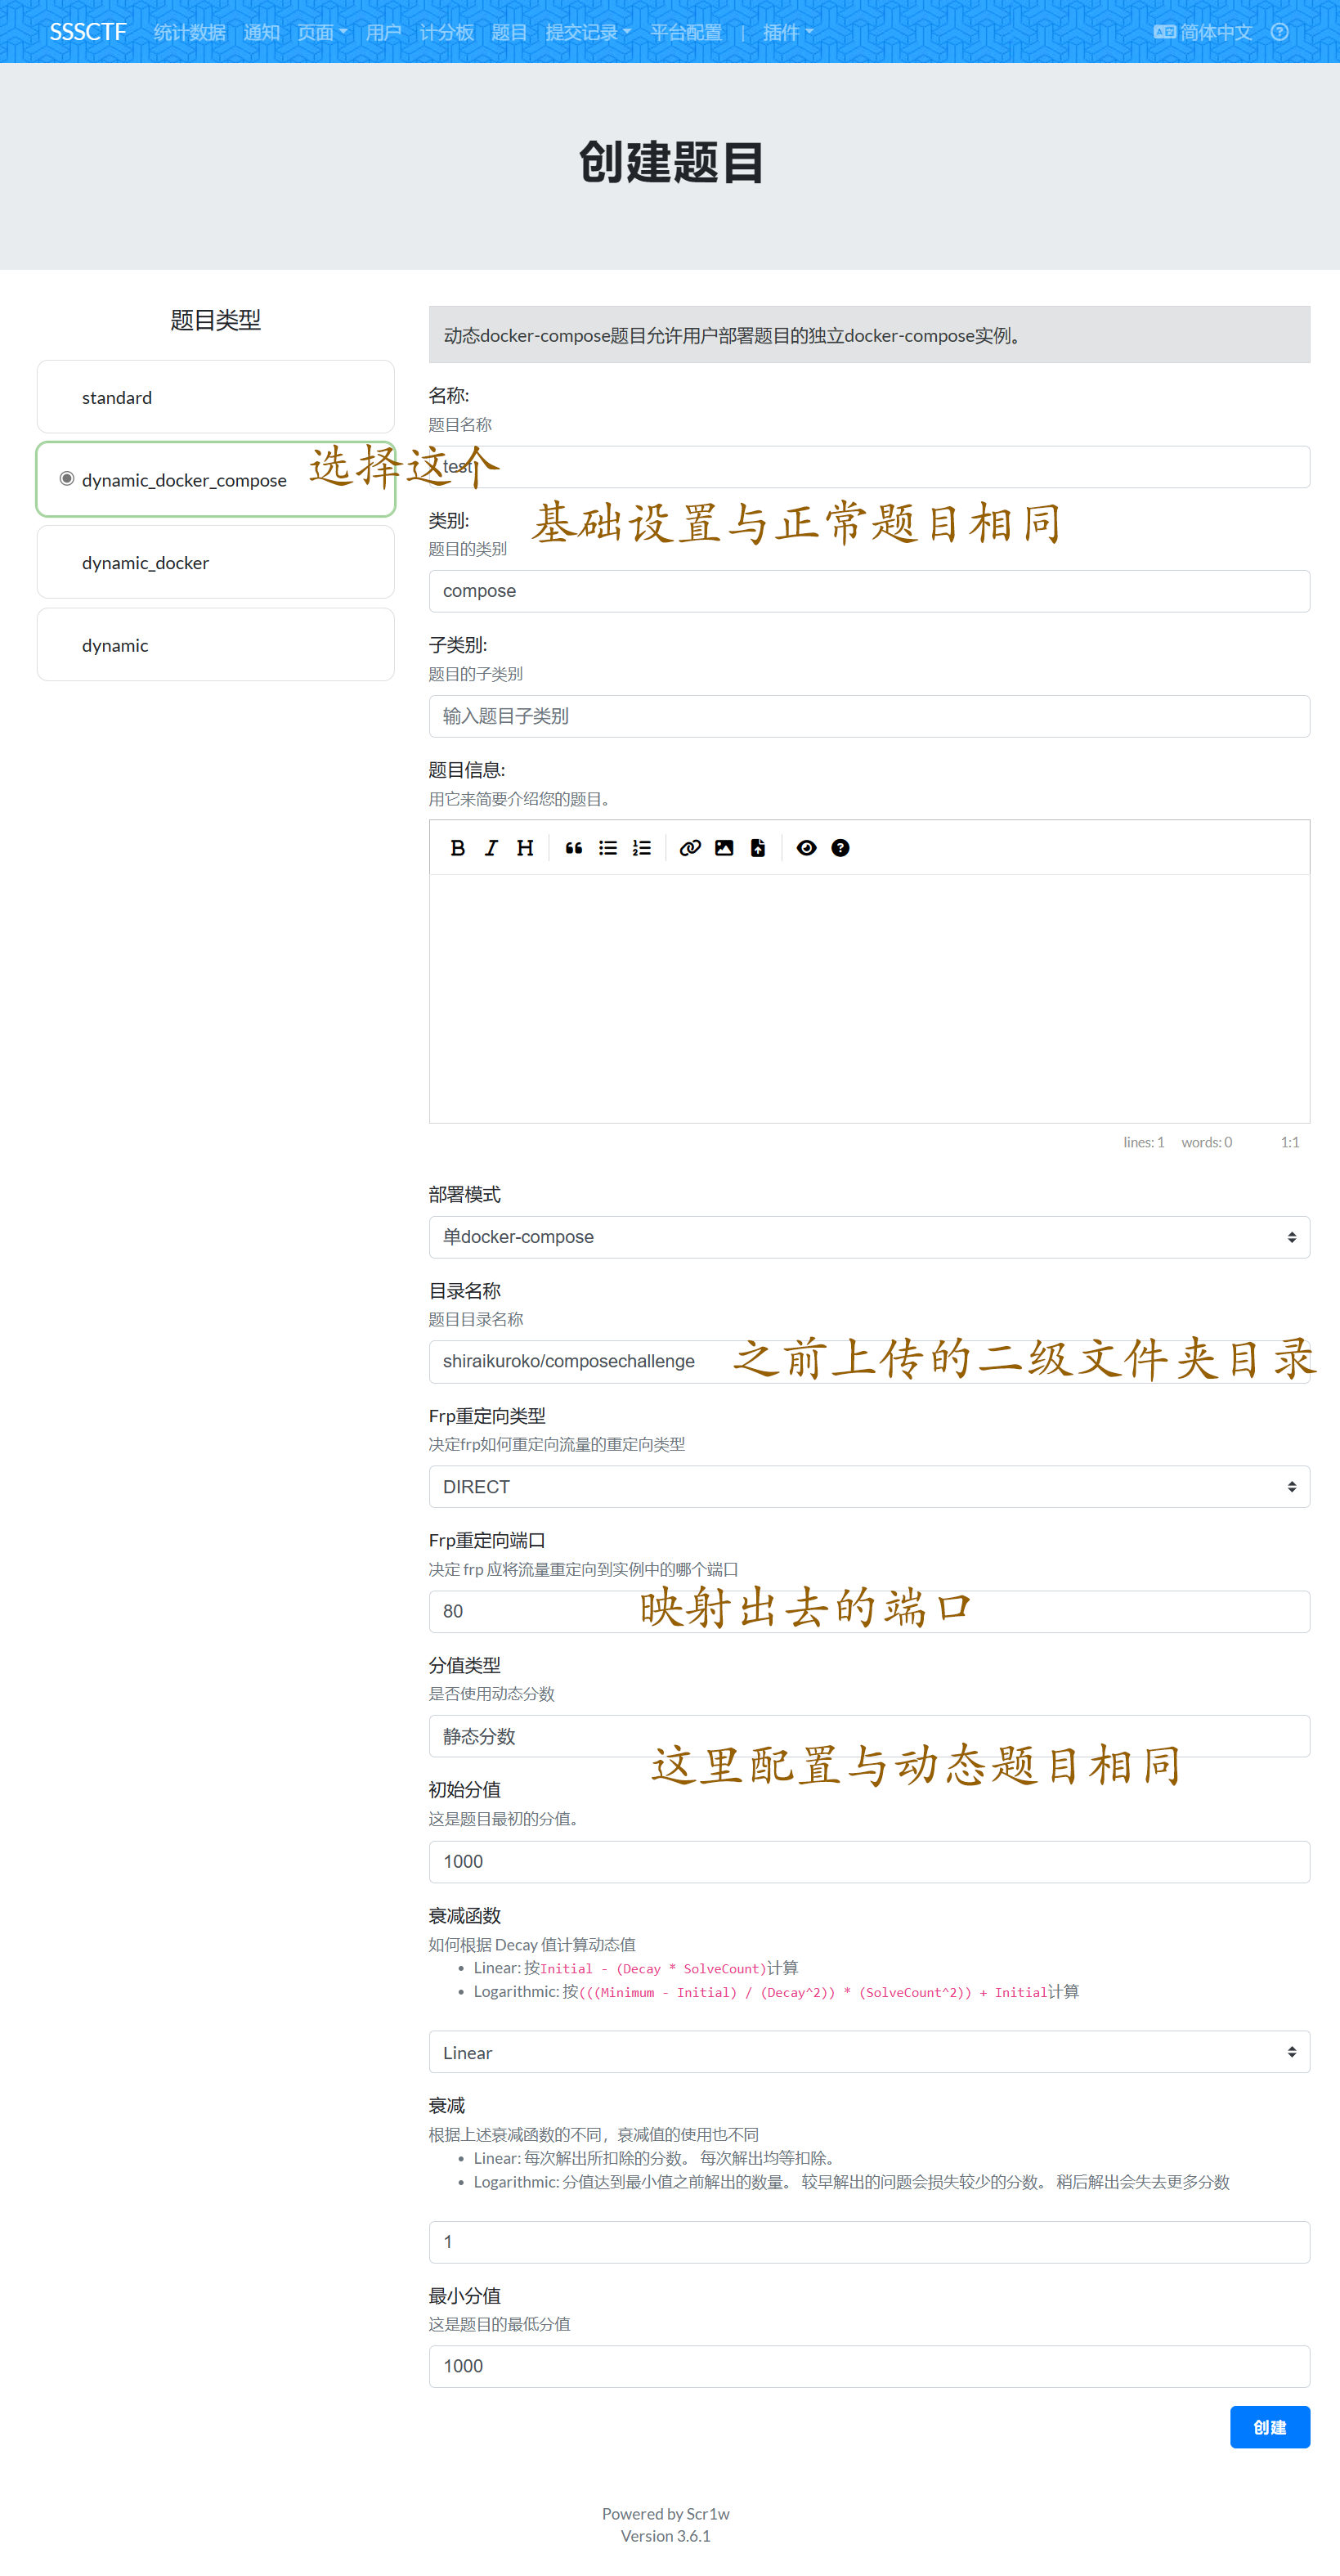 SSSCTF 统计数据 通知 页面 用户 计分板 题目 提交记录 平台配置 | 插件 简体中文
创建题目
题目类型
standard
dynamic_docker_compose
选择这个
dynamic_docker
dynamic
动态docker-compose题目允许用户部署题目的独立docker-compose实例。
名称:
题目名称
test
基础设置与正常题目相同
类别:
题目的类别
compose
子类别:
题目的子类别
输入题目子类别
题目信息:
用它来简要介绍您的题目。
lines: 1 words: 0 1:1
部署模式
单docker-compose
目录名称
题目目录名称
shiraikuroko/composechallenge 之前上传的二级文件夹目录
Frp重定向类型
决定frp如何重定向流量的重定向类型
DIRECT
Frp重定向端口
决定 frp 应将流量重定向到实例中的哪个端口
80 映射出去的端口
分值类型
是否使用动态分数
静态分数
这里配置与动态题目相同
初始分值
这是题目最初的分值。
1000
衰减函数
如何根据 Decay 值计算动态值
• Linear: 按Initial - (Decay * SolveCount)计算
• Logarithmic: 按(((Minimum - Initial) / (Decay^2)) * (SolveCount^2)) + Initial计算
Linear
衰减
根据上述衰减函数的不同，衰减值的使用也不同
• Linear: 每次解出所扣除的分数。 每次解出均等扣除。
• Logarithmic: 分值达到最小值之前解出的数量。 较早解出的问题会损失较少的分数。 稍后解出会失去更多分数
1
最小分值
这是题目的最低分值
1000
创建
Powered by Scr1w
Version 3.6.1